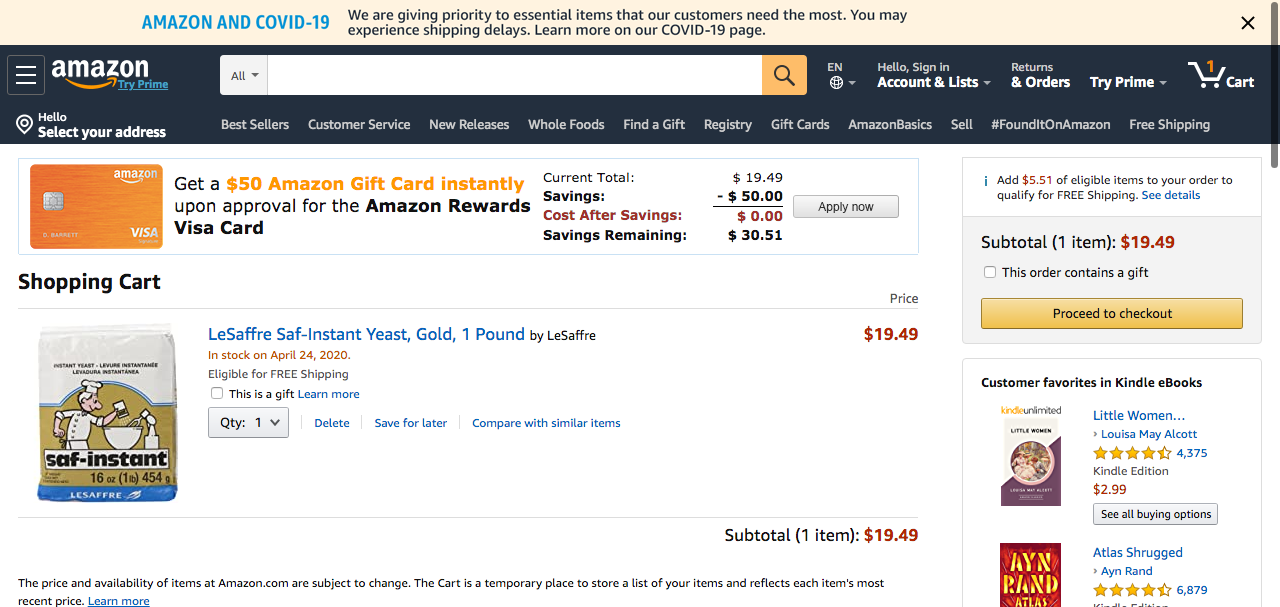 AMAZON AND COVID-19
We are giving priority to essential items that our customers need the most. You may
experience shipping delays. Learn more on our COVID-19 page.
amazon
Try Prime
All
EN
Hello, Sign in
Account & Lists
Returns
& Orders
Try Prime
1
Cart
Hello
Select your address
Best Sellers
Customer Service
New Releases
Whole Foods
Find a Gift
Registry
Gift Cards
AmazonBasics
Sell
#FoundItOnAmazon
Free Shipping
amazon
D. BARRETT
VISA
Get a $50 Amazon Gift Card instantly
upon approval for the Amazon Rewards
Visa Card
Current Total: $ 19.49
Savings: - $ 50.00
Cost After Savings: $ 0.00
Savings Remaining: $ 30.51
Apply now
Add $5.51 of eligible items to your order to
qualify for FREE Shipping. See details
Subtotal (1 item): $19.49
This order contains a gift
Proceed to checkout
Shopping Cart
Price
INSTANT YEAST - LEVURE INSTANTANÉE
LEVADURA INSTANTÁNEA
saf-instant
16 oz (1lb) 454 g
LESAFFRE
LeSaffre Saf-Instant Yeast, Gold, 1 Pound by LeSaffre
$19.49
In stock on April 24, 2020.
Eligible for FREE Shipping
This is a gift Learn more
Qty: 1
Delete
Save for later
Compare with similar items
Subtotal (1 item): $19.49
The price and availability of items at Amazon.com are subject to change. The Cart is a temporary place to store a list of your items and reflects each item's most
recent price. Learn more
Customer favorites in Kindle eBooks
kindleunlimited
LITTLE WOMEN
LOUISA MAY ALCOTT
Little Women…
› Louisa May Alcott
4,375
Kindle Edition
$2.99
See all buying options
AYN
RAND
ATLAS
Atlas Shrugged
› Ayn Rand
6,879
Kindle Edition